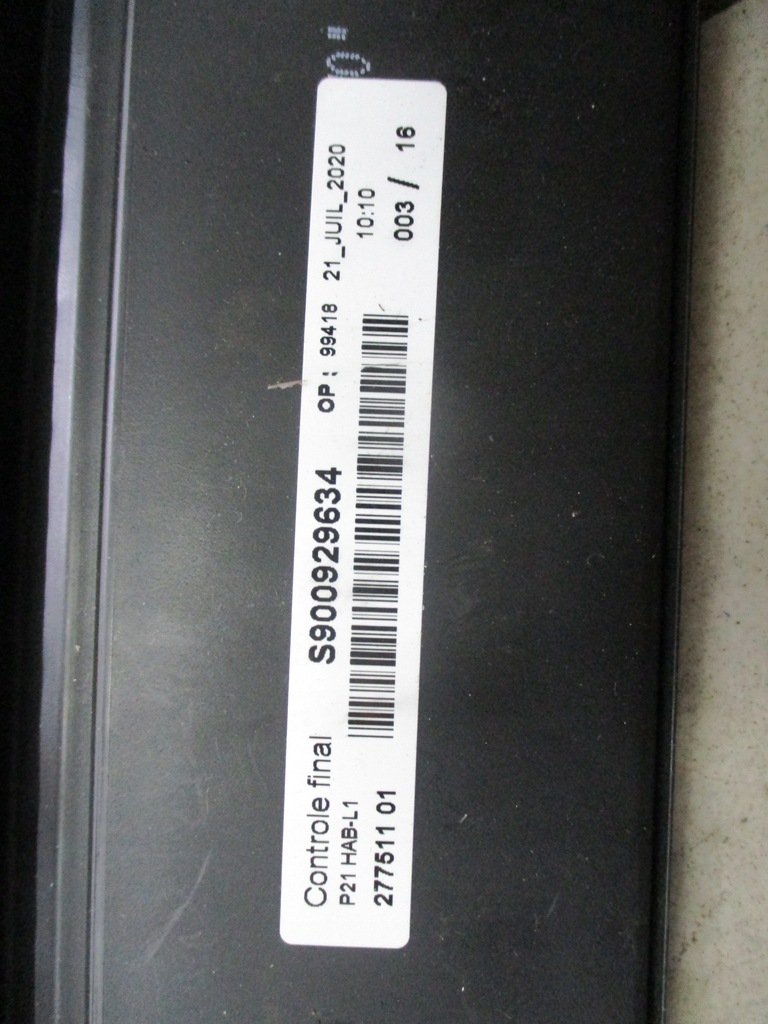 Controle final S900929634 OP : 99418 21_JUIL_2020
P21 HAB-L1 10:10
277511 01 003 / 16